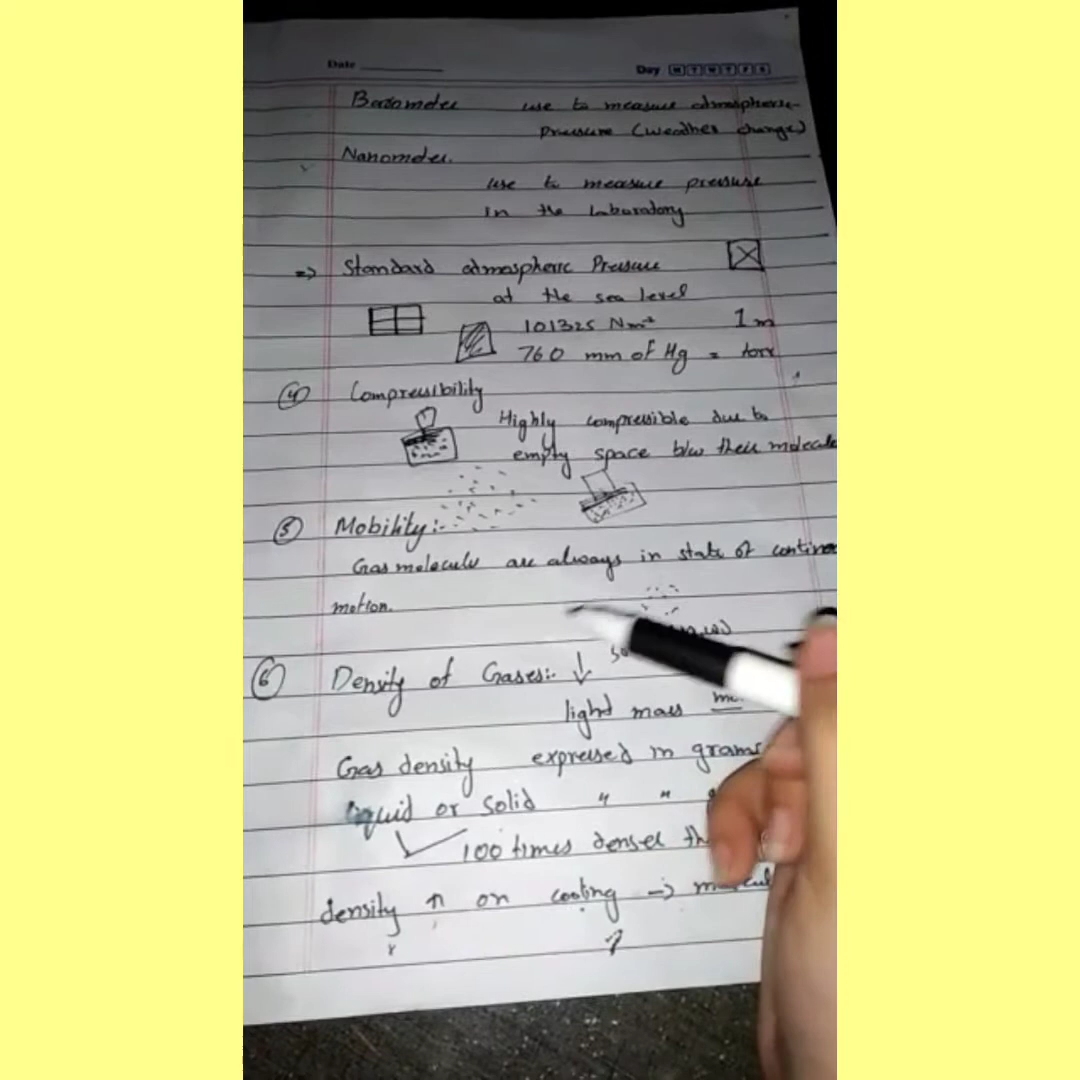 Date
Day M T W T F S
Barometer use to measure atmospheric
Pressure (weather change)
Nanometer.
use to measure pressure
in the laboratory
=> Standard atmospheric Pressure
at the sea level
101325 Nm⁻² 1 m
760 mm of Hg = torr
④ Compressibility
Highly compressible due to
empty space b/w their molecule
⑤ Mobility:-
Gas molecule are always in state of
motion.
⑥ Density of Gases:- ↓
light mass
Gas density expressed in grams
liquid or solid " "
100 times denser
density ↑ on cooling →